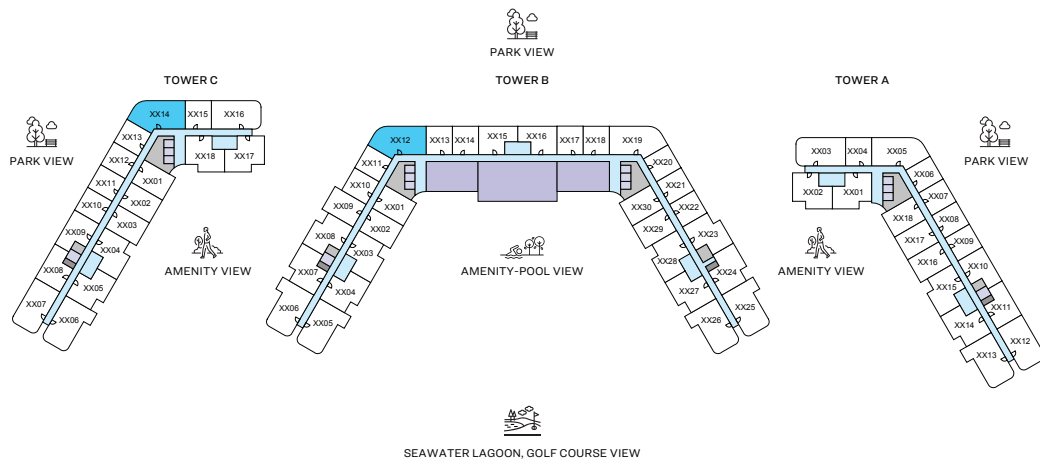 PARK VIEW
TOWER C
TOWER B
TOWER A
PARK VIEW
PARK VIEW
XX14
XX15
XX16
XX13
XX12
XX18
XX17
XX11
XX01
XX10
XX02
XX09
XX03
XX08
XX04
XX07
XX05
XX06
AMENITY VIEW
XX12
XX13
XX14
XX15
XX16
XX17
XX18
XX19
XX11
XX20
XX10
XX21
XX09
XX01
XX30
XX22
XX08
XX02
XX29
XX23
XX07
XX03
XX28
XX24
XX06
XX04
XX27
XX25
XX05
XX26
AMENITY-POOL VIEW
XX03
XX04
XX05
XX02
XX01
XX06
XX07
XX18
XX08
XX17
XX09
XX16
XX10
XX15
XX11
XX14
XX12
XX13
AMENITY VIEW
SEAWATER LAGOON, GOLF COURSE VIEW